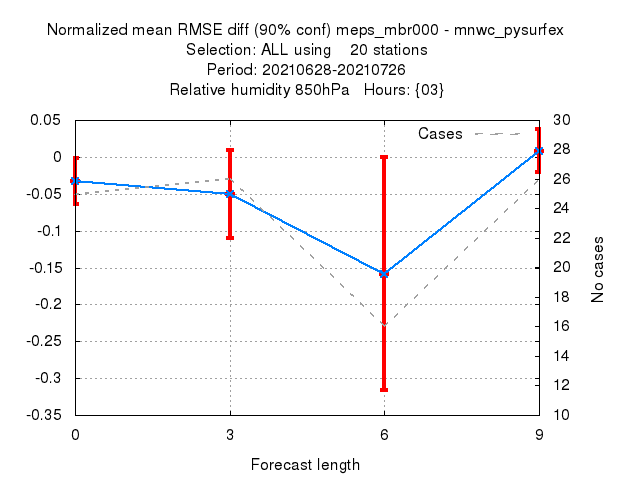 Normalized mean RMSE diff (90% conf) meps_mbr000 - mnwc_pysurfex
Selection: ALL using    20 stations
Period: 20210628-20210726
Relative humidity 850hPa   Hours: {03}
0.05
0
-0.05
-0.1
-0.15
-0.2
-0.25
-0.3
-0.35
Cases
30
28
26
24
22
20
18
16
14
12
10
No cases
0 3 6 9
Forecast length